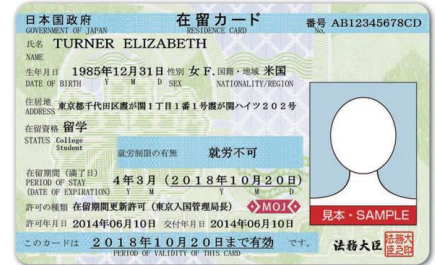 日本国政府 在留カード 番号 AB12345678CD
GOVERNMENT OF JAPAN RESIDENCE CARD No.
氏名 TURNER ELIZABETH
NAME
生年月日 1985年12月31日 性別 女 F. 国籍・地域 米国
DATE OF BIRTH Y M D SEX NATIONALITY/REGION
住居地 東京都千代田区霞が関1丁目1番1号霞が関ハイツ202号
ADDRESS
在留資格 留学
STATUS College Student
就労制限の有無 就労不可
在留期間(満了日) 4年3月(2018年10月20日)
PERIOD OF STAY
(DATE OF EXPIRATION) Y M Y M D
許可の種類 在留期間更新許可(東京入国管理局長) MOJ
許可年月日 2014年06月10日 交付年月日 2014年06月10日
このカードは 2018年10月20日まで有効 です。
PERIOD OF VALIDITY OF THIS CARD
見本・SAMPLE
法務大臣